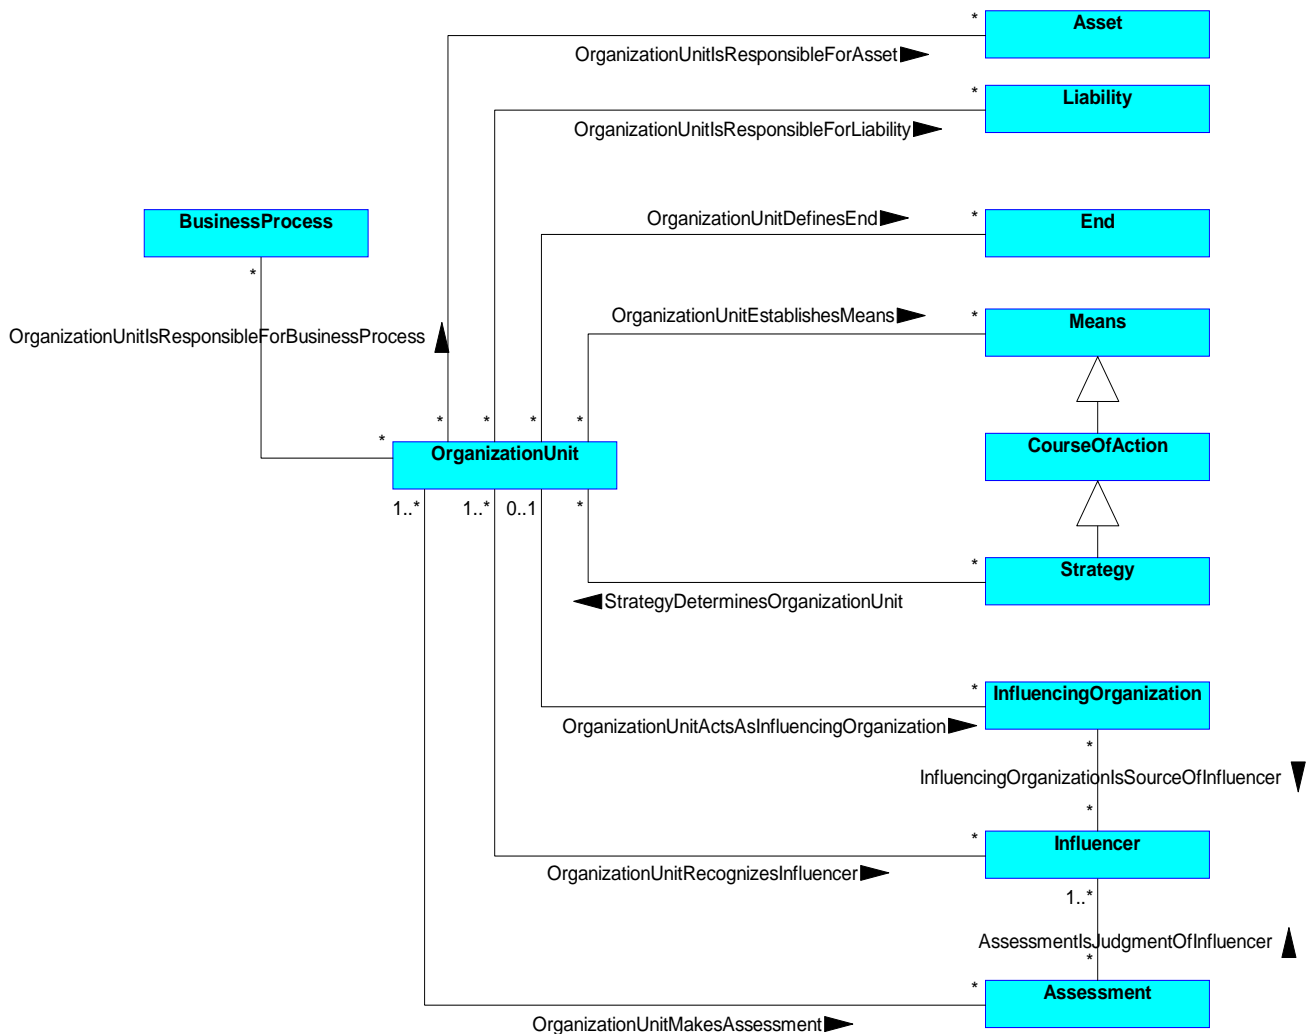 *
Asset
OrganizationUnitIsResponsibleForAsset
*
Liability
OrganizationUnitIsResponsibleForLiability
BusinessProcess
*
OrganizationUnitDefinesEnd
*
End
OrganizationUnitIsResponsibleForBusinessProcess
OrganizationUnitEstablishesMeans
*
Means
*
*
*
*
*
OrganizationUnit
CourseOfAction
1..*
1..*
0..1
*
*
Strategy
StrategyDeterminesOrganizationUnit
*
InfluencingOrganization
OrganizationUnitActsAsInfluencingOrganization
*
InfluencingOrganizationIsSourceOfInfluencer
*
*
Influencer
OrganizationUnitRecognizesInfluencer
1..*
AssessmentIsJudgmentOfInfluencer
*
*
Assessment
OrganizationUnitMakesAssessment